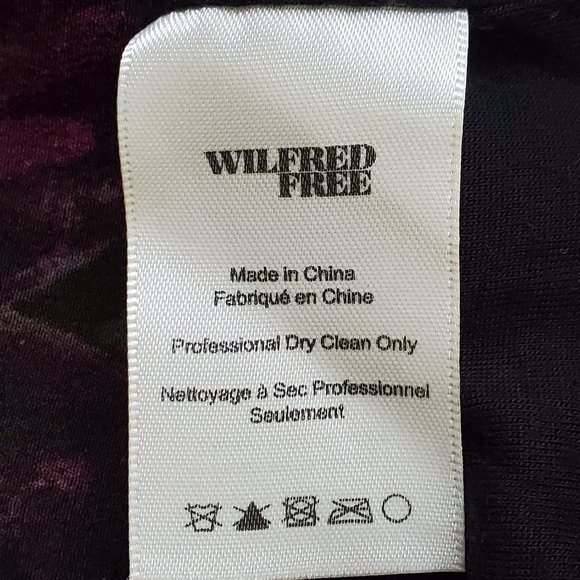 WILFRED
FREE
Made in China
Fabriqué en Chine
Professional Dry Clean Only
Nettoyage à Sec Professionnel
Seulement